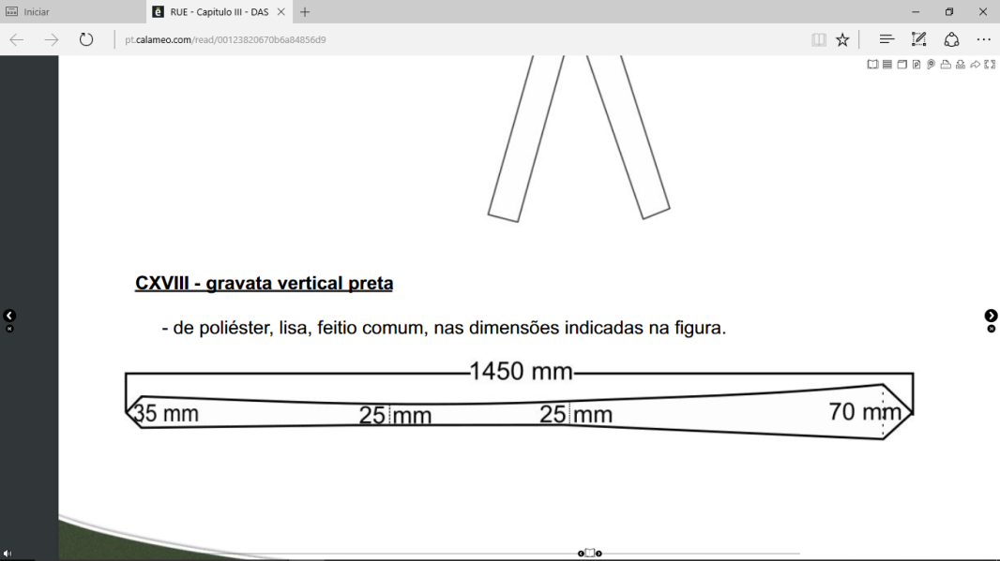 Iniciar
RUE - Capitulo III - DAS
pt.calameo.com/read/00123820670b6a84856d9
CXVIII - gravata vertical preta
- de poliéster, lisa, feitio comum, nas dimensões indicadas na figura.
1450 mm
35 mm 25 mm 25 mm 70 mm